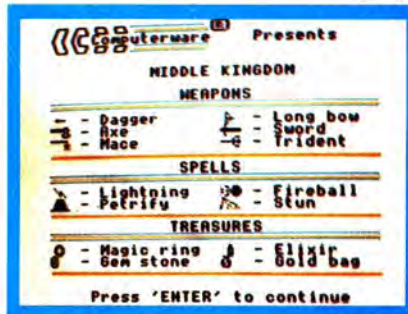 Computerware ® Presents
MIDDLE KINGDOM
WEAPONS
- Dagger - Long bow
- Axe - Sword
- Mace - Trident
SPELLS
- Lightning - Fireball
- Petrify - Stun
TREASURES
- Magic ring - Elixir
- Gem stone - Gold bag
Press 'ENTER' to continue